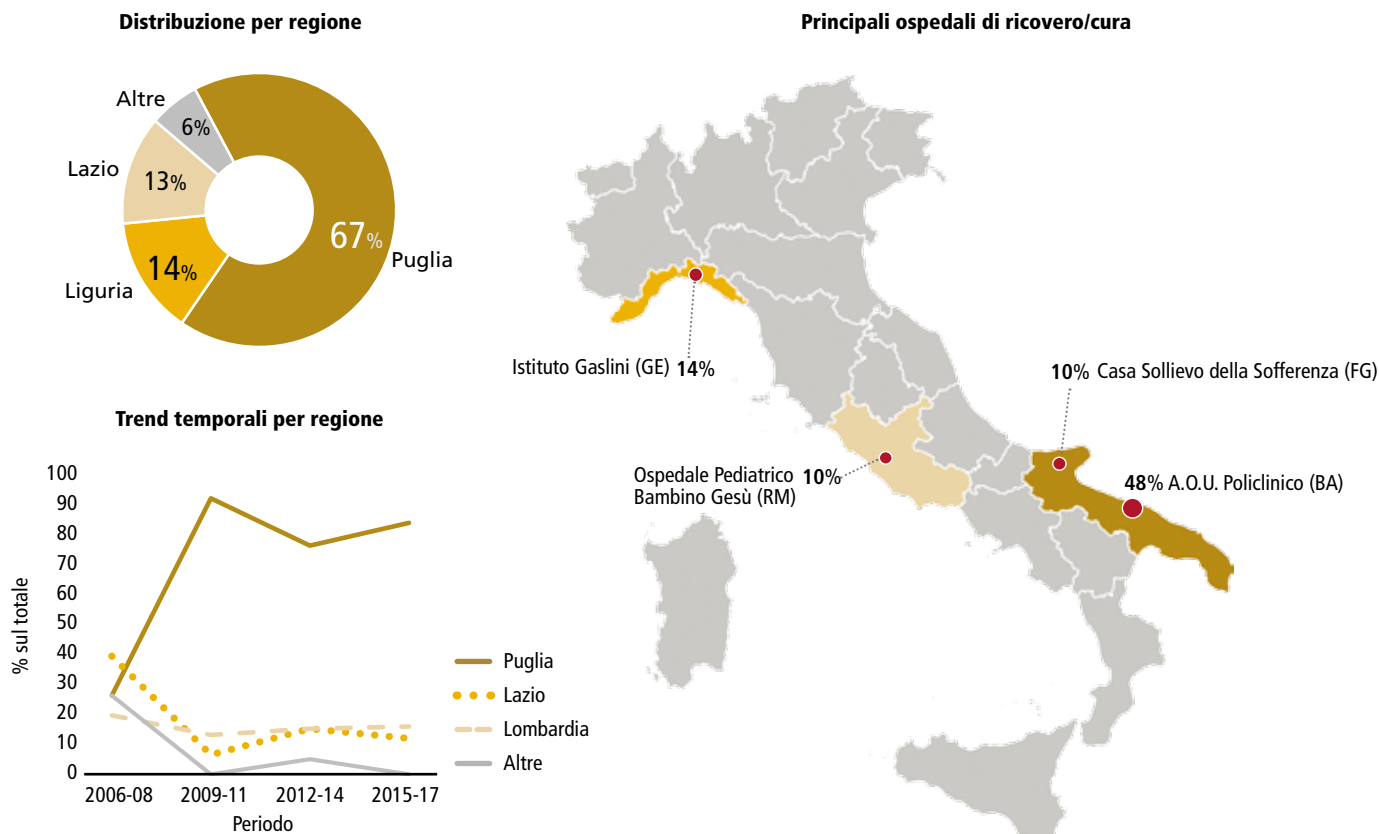 Distribuzione per regione
Altre
6%
Lazio
13%
67%
Puglia
14%
Liguria
Principali ospedali di ricovero/cura
Istituto Gaslini (GE) 14%
10% Casa Sollievo della Sofferenza (FG)
Ospedale Pediatrico 10%
Bambino Gesù (RM)
48% A.O.U. Policlinico (BA)
Trend temporali per regione
% sul totale
100
90
80
70
60
50
40
30
20
10
0
2006-08 2009-11 2012-14 2015-17
Periodo
Puglia
Lazio
Lombardia
Altre